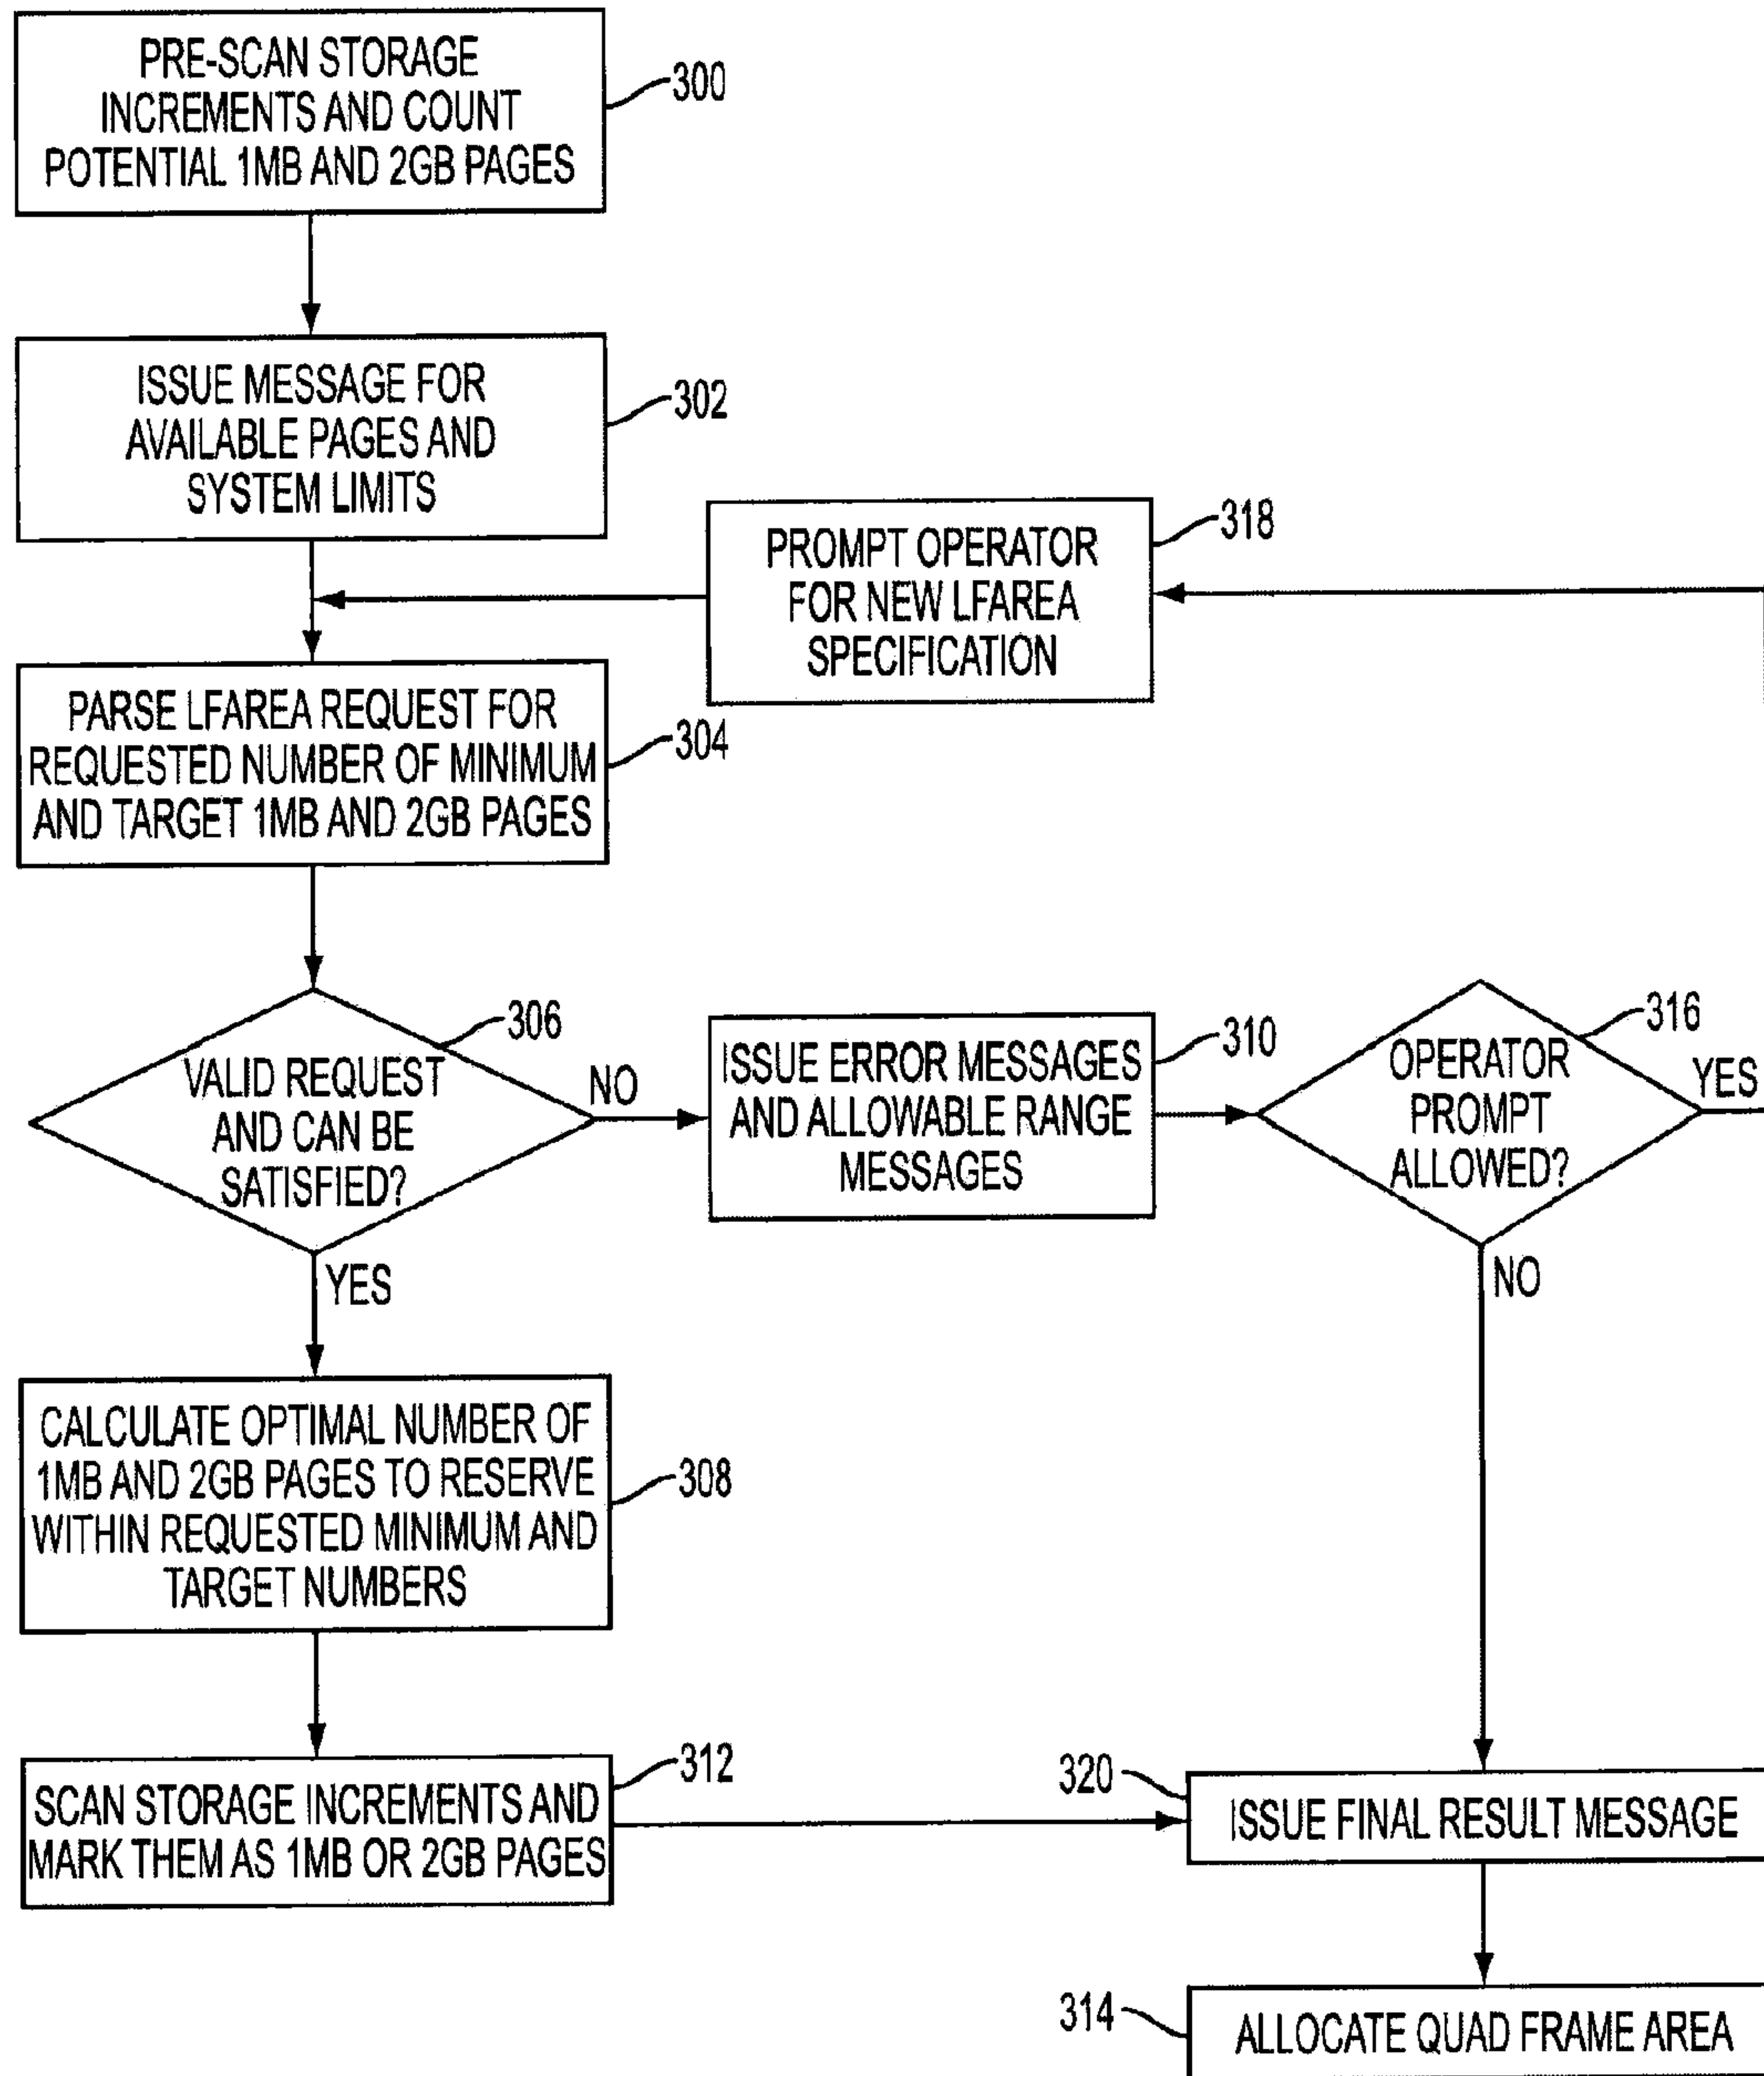 PRE-SCAN STORAGE
INCREMENTS AND COUNT
POTENTIAL 1MB AND 2GB PAGES
300
ISSUE MESSAGE FOR
AVAILABLE PAGES AND
SYSTEM LIMITS
302
PROMPT OPERATOR
FOR NEW LFAREA
SPECIFICATION
318
PARSE LFAREA REQUEST FOR
REQUESTED NUMBER OF MINIMUM
AND TARGET 1MB AND 2GB PAGES
304
VALID REQUEST
AND CAN BE
SATISFIED?
306
NO
YES
ISSUE ERROR MESSAGES
AND ALLOWABLE RANGE
MESSAGES
310
OPERATOR
PROMPT
ALLOWED?
316
YES
NO
CALCULATE OPTIMAL NUMBER OF
1MB AND 2GB PAGES TO RESERVE
WITHIN REQUESTED MINIMUM AND
TARGET NUMBERS
308
SCAN STORAGE INCREMENTS AND
MARK THEM AS 1MB OR 2GB PAGES
312
320
ISSUE FINAL RESULT MESSAGE
314
ALLOCATE QUAD FRAME AREA